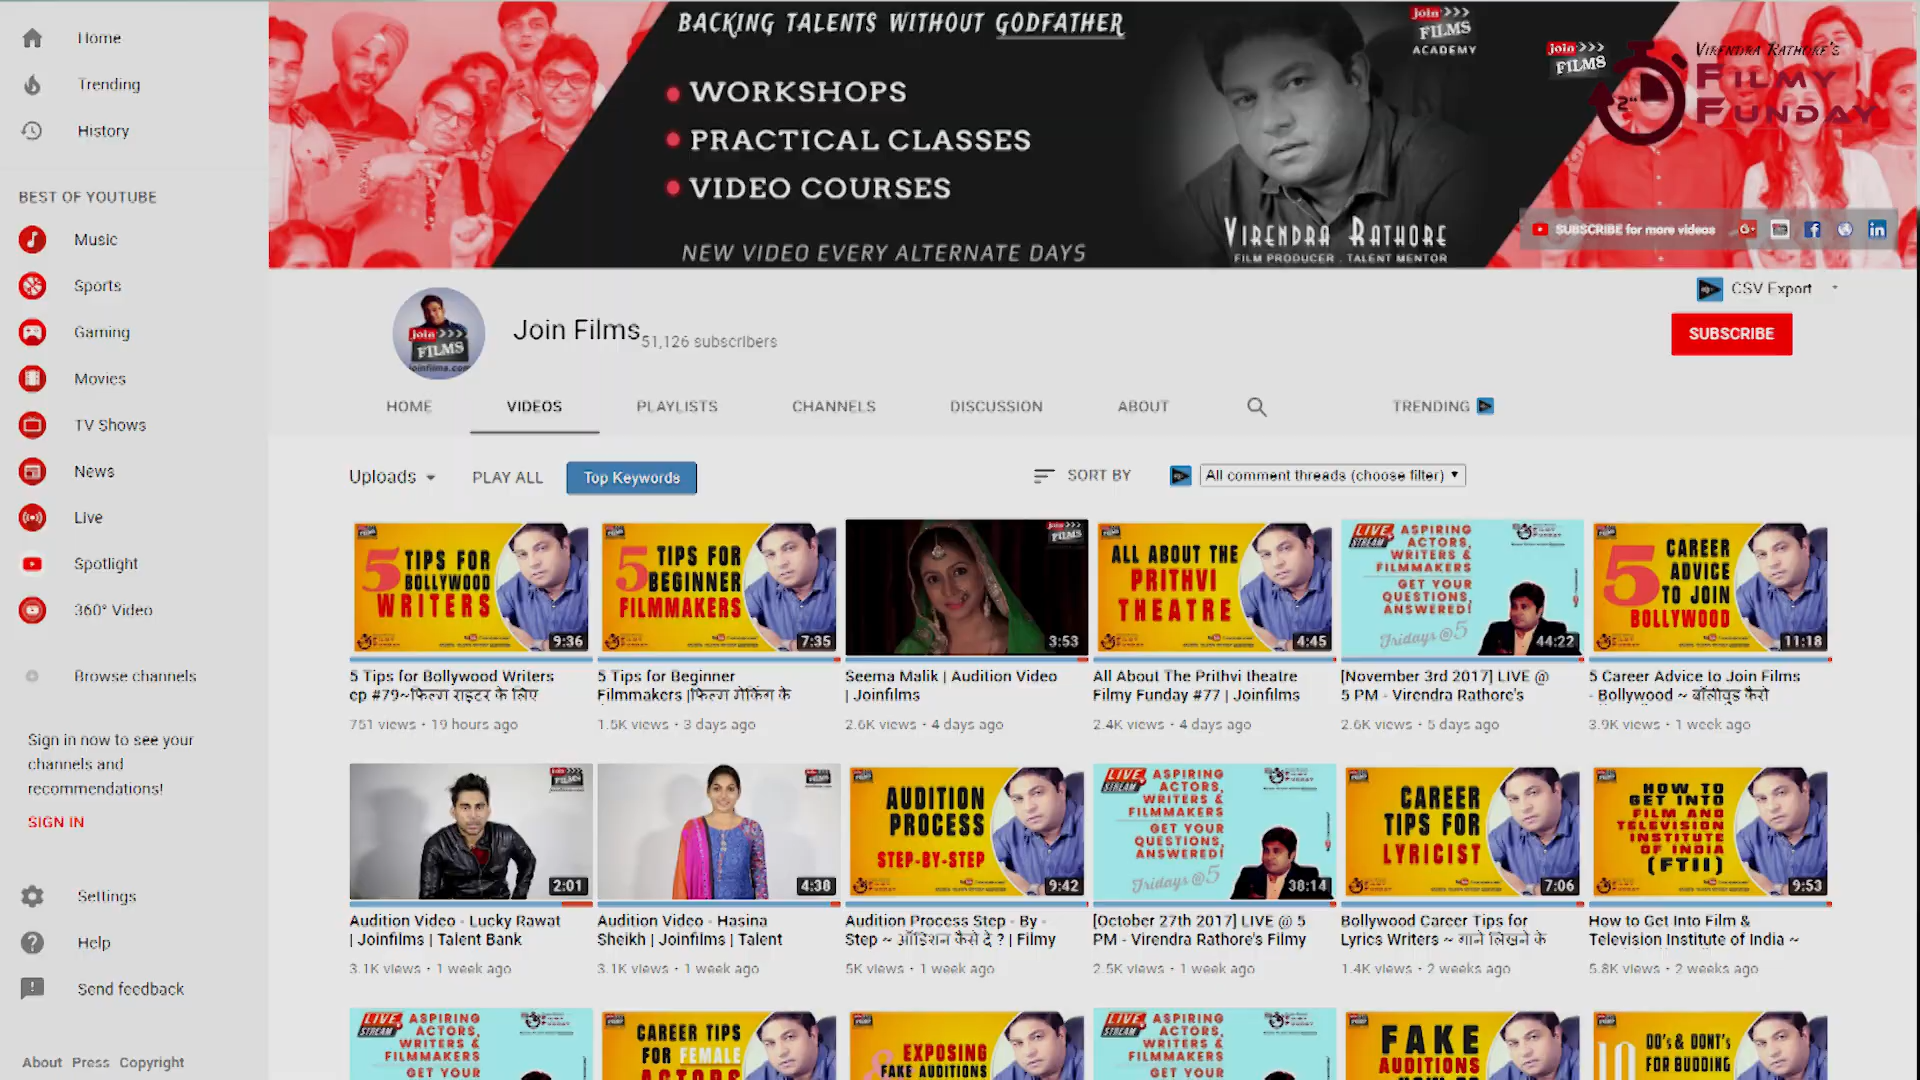 Home
Trending
History
BEST OF YOUTUBE
Music
Sports
Gaming
Movies
TV Shows
News
Live
Spotlight
360° Video
Browse channels
Sign in now to see your
channels and
recommendations!
SIGN IN
Settings
Help
Send feedback
About Press Copyright
BACKING TALENTS WITHOUT GODFATHER
WORKSHOPS
PRACTICAL CLASSES
VIDEO COURSES
NEW VIDEO EVERY ALTERNATE DAYS
Join >>>
FILMS
ACADEMY
VIRENDRA RATHORE
FILM PRODUCER . TALENT MENTOR
Join >>>
FILMS
VIRENDRA RATHORE'S
FILMY
FUNDAY
SUBSCRIBE for more videos
CSV Export
Join Films 51,126 subscribers
SUBSCRIBE
HOME VIDEOS PLAYLISTS CHANNELS DISCUSSION ABOUT TRENDING
Uploads PLAY ALL Top Keywords SORT BY All comment threads (choose filter)
5 TIPS FOR
BOLLYWOOD
WRITERS
9:36
5 TIPS FOR
BEGINNER
FILMMAKERS
7:35
3:53
ALL ABOUT THE
PRITHVI
THEATRE
4:45
LIVE STREAM
ASPIRING
ACTORS,
WRITERS &
FILMMAKERS
GET YOUR
QUESTIONS,
ANSWERED!
Fridays @5
44:22
5 CAREER
ADVICE
TO JOIN
BOLLYWOOD
11:18
5 Tips for Bollywood Writers
ep #79~फिल्म राइटर के लिए
751 views • 19 hours ago
5 Tips for Beginner
Filmmakers |फिल्म मेकिंग के
1.5K views • 3 days ago
Seema Malik | Audition Video
| Joinfilms
2.6K views • 4 days ago
All About The Prithvi theatre
Filmy Funday #77 | Joinfilms
2.4K views • 4 days ago
[November 3rd 2017] LIVE @
5 PM - Virendra Rathore's
2.6K views • 5 days ago
5 Career Advice to Join Films
- Bollywood ~ बॉलीवुड कैरो
3.9K views • 1 week ago
2:01
4:38
AUDITION
PROCESS
STEP-BY-STEP
9:42
LIVE STREAM
ASPIRING
ACTORS,
WRITERS &
FILMMAKERS
GET YOUR
QUESTIONS,
ANSWERED!
Fridays @5
38:14
CAREER
TIPS FOR
LYRICIST
7:06
HOW TO
GET INTO
FILM AND
TELEVISION
INSTITUTE
OF INDIA
(FTII)
9:53
Audition Video - Lucky Rawat
| Joinfilms | Talent Bank
3.1K views • 1 week ago
Audition Video - Hasina
Sheikh | Joinfilms | Talent
3.1K views • 1 week ago
Audition Process Step - By -
Step ~ ऑडिशन कैसे दे ? | Filmy
5K views • 1 week ago
[October 27th 2017] LIVE @ 5
PM - Virendra Rathore's Filmy
2.5K views • 1 week ago
Bollywood Career Tips for
Lyrics Writers ~ गाने लिखने के
1.4K views • 2 weeks ago
How to Get Into Film &
Television Institute of India ~
5.8K views • 2 weeks ago
LIVE STREAM
ASPIRING
ACTORS,
WRITERS &
FILMMAKERS
GET YOUR
CAREER TIPS
FOR FEMALE
ACTORS
EXPOSING
FAKE AUDITIONS
LIVE STREAM
ASPIRING
ACTORS,
WRITERS &
FILMMAKERS
GET YOUR
FAKE
AUDITIONS
10 DO's & DONT's
FOR BUDDING